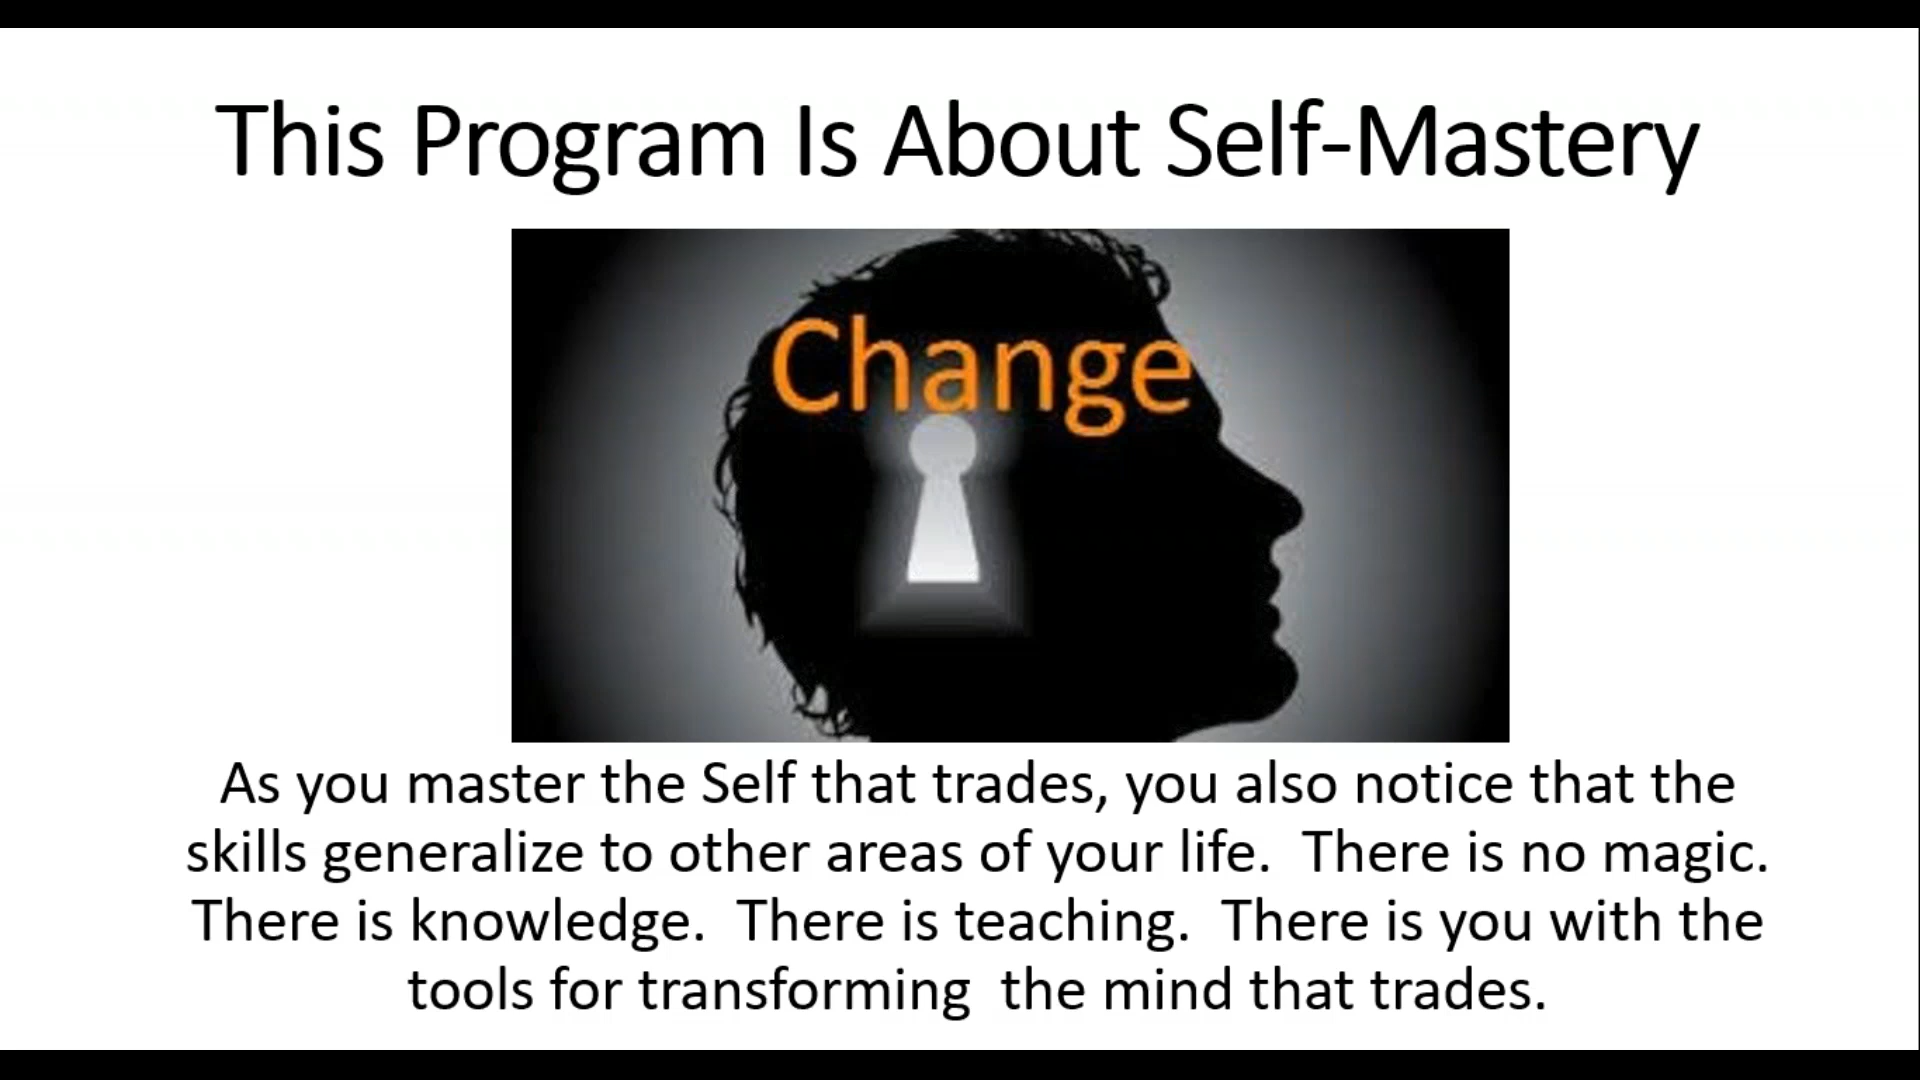 This Program Is About Self-Mastery
Change
As you master the Self that trades, you also notice that the
skills generalize to other areas of your life.  There is no magic.
There is knowledge.  There is teaching.  There is you with the
tools for transforming  the mind that trades.